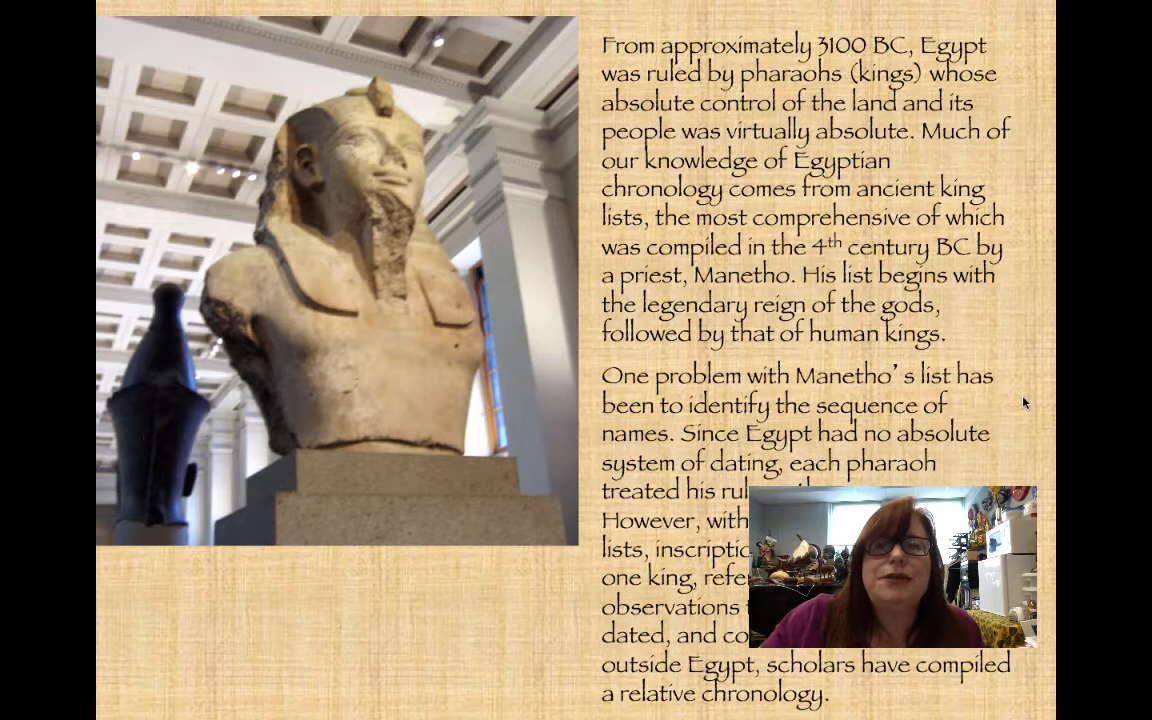 From approximately 3100 BC, Egypt
was ruled by pharaohs (kings) whose
absolute control of the land and its
people was virtually absolute. Much of
our knowledge of Egyptian
chronology comes from ancient king
lists, the most comprehensive of which
was compiled in the 4th century BC by
a priest, Manetho. His list begins with
the legendary reign of the gods,
followed by that of human kings.
One problem with Manetho's list has
been to identify the sequence of
names. Since Egypt had no absolute
system of dating, each pharaoh
treated his
However, with
lists,
one king,
observations
dated, and
outside Egypt, scholars have compiled
a relative chronology.